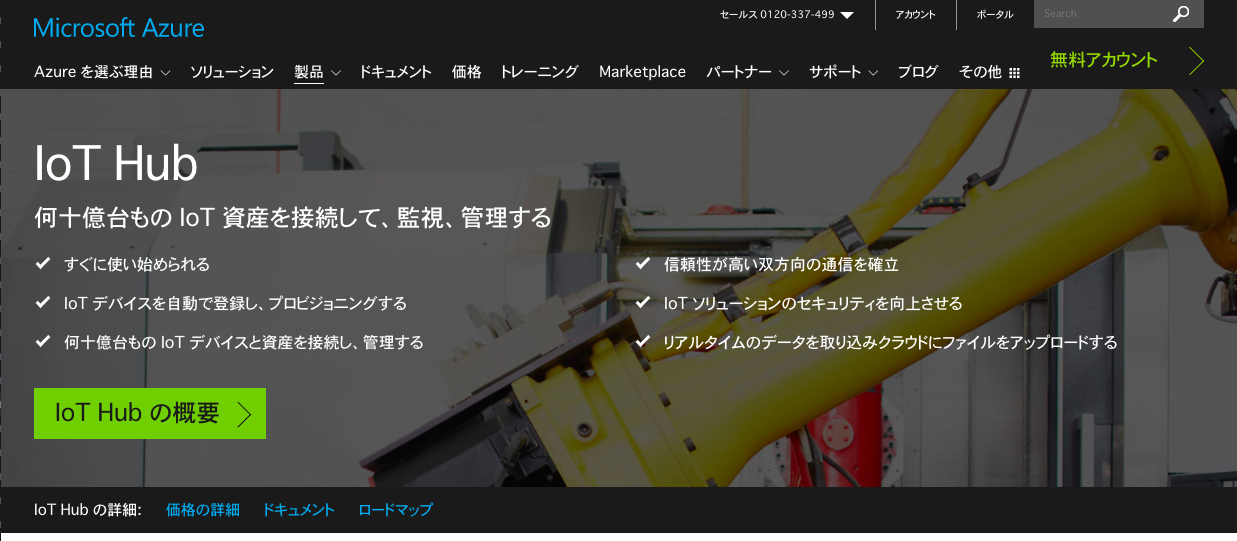 Microsoft Azure
セールス 0120-337-499
アカウント
ポータル
Search
Azure を選ぶ理由 ソリューション 製品 ドキュメント 価格 トレーニング Marketplace パートナー サポート ブログ その他
無料アカウント
IoT Hub
何十億台もの IoT 資産を接続して、監視、管理する
すぐに使い始められる
IoT デバイスを自動で登録し、プロビジョニングする
何十億台もの IoT デバイスと資産を接続し、管理する
信頼性が高い双方向の通信を確立
IoT ソリューションのセキュリティを向上させる
リアルタイムのデータを取り込みクラウドにファイルをアップロードする
IoT Hub の概要
IoT Hub の詳細: 価格の詳細 ドキュメント ロードマップ